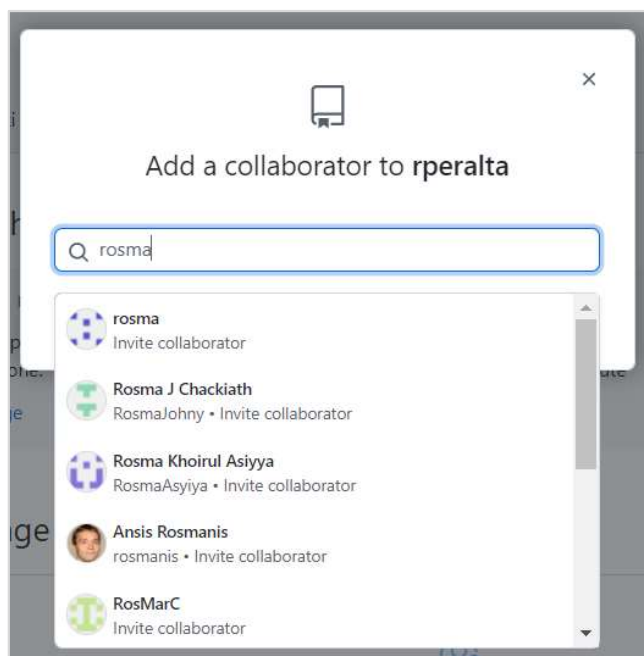 Add a collaborator to rperalta
rosma
rosma
Invite collaborator
Rosma J Chackiath
RosmaJohny • Invite collaborator
Rosma Khoirul Asiyya
RosmaAsyiya • Invite collaborator
Ansis Rosmanis
rosmanis • Invite collaborator
RosMarC
Invite collaborator